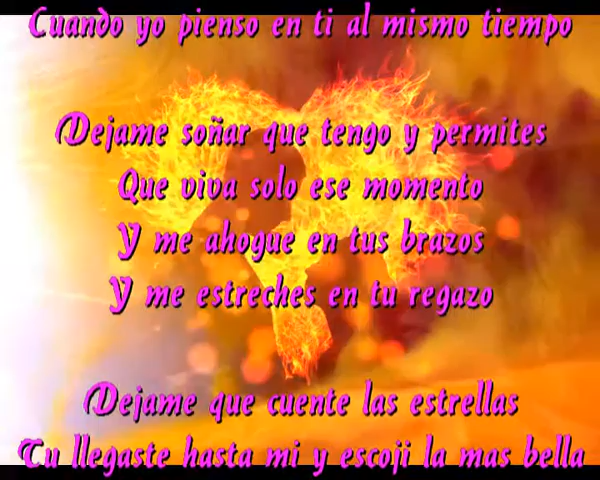 Cuando yo pienso en ti al mismo tiempo
Dejame soñar que tengo y permites
Que viva solo ese momento
Y me ahogue en tus brazos
Y me estreches en tu regazo
Dejame que cuente las estrellas
Tu llegaste hasta mi y escoji la mas bella